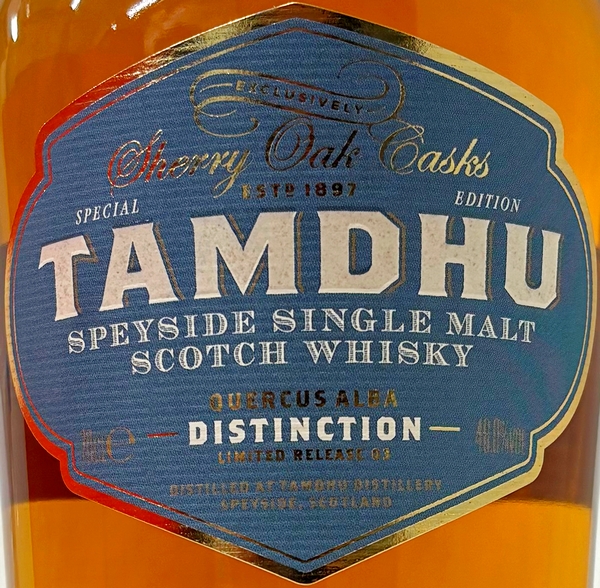 EXCLUSIVELY
Sherry Oak Casks
ESTD 1897
SPECIAL EDITION
TAMDHU
SPEYSIDE SINGLE MALT
SCOTCH WHISKY
QUERCUS ALBA
DISTINCTION
LIMITED RELEASE 03
DISTILLED AT TAMDHU DISTILLERY
SPEYSIDE, SCOTLAND